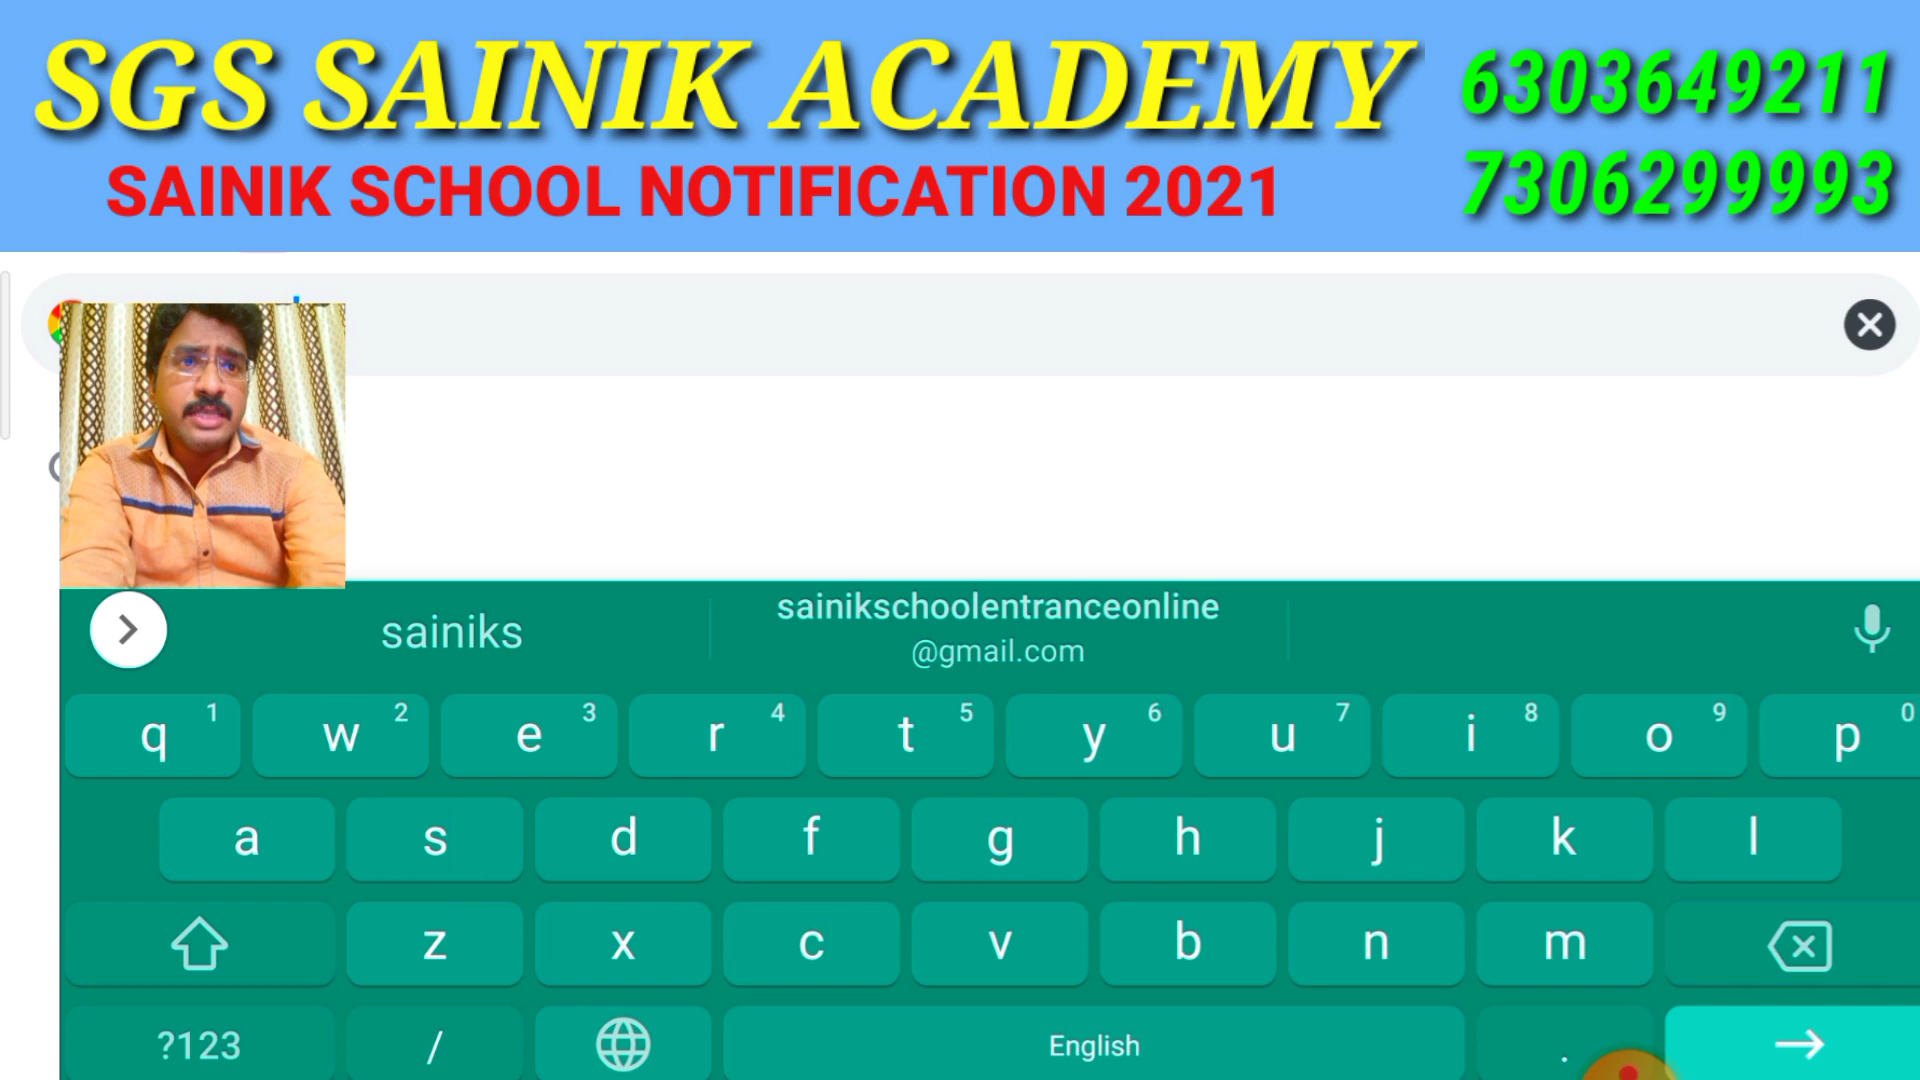 SGS SAINIK ACADEMY
6303649211
SAINIK SCHOOL NOTIFICATION 2021
7306299993
sainiks
sainikschoolentranceonline
@gmail.com
q 1 w 2 e 3 r 4 t 5 y 6 u 7 i 8 o 9 p 0
a s d f g h j k l
z x c v b n m
?123 / English .